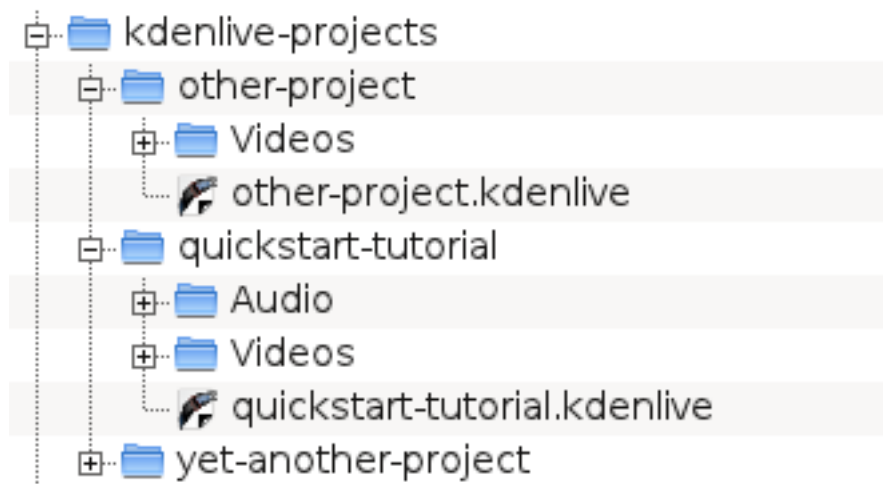 kdenlive-projects
other-project
Videos
other-project.kdenlive
quickstart-tutorial
Audio
Videos
quickstart-tutorial.kdenlive
yet-another-project